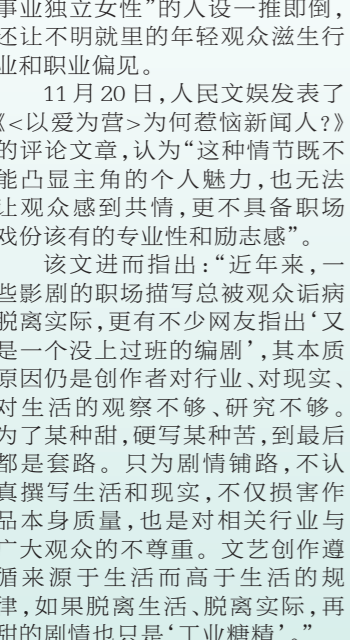 事业独立女性”的人设一推即倒，
还让不明就里的年轻观众滋生行
业和职业偏见。
11月20日，人民文娱发表了
《<以爱为营>为何惹恼新闻人？》
的评论文章，认为“这种情节既不
能凸显主角的个人魅力，也无法
让观众感到共情，更不具备职场
戏份该有的专业性和励志感”。
该文进而指出：“近年来，一
些影剧的职场描写总被观众诟病
脱离实际，更有不少网友指出‘又
是一个没上过班的编剧’，其本质
原因仍是创作者对行业、对现实、
对生活的观察不够、研究不够。
为了某种甜，硬写某种苦，到最后
都是套路。只为剧情铺路，不认
真撰写生活和现实，不仅损害作
品本身质量，也是对相关行业与
广大观众的不尊重。文艺创作遵
循来源于生活而高于生活的规
律，如果脱离生活、脱离实际，再
甜的剧情也只是‘工业糖精’。”